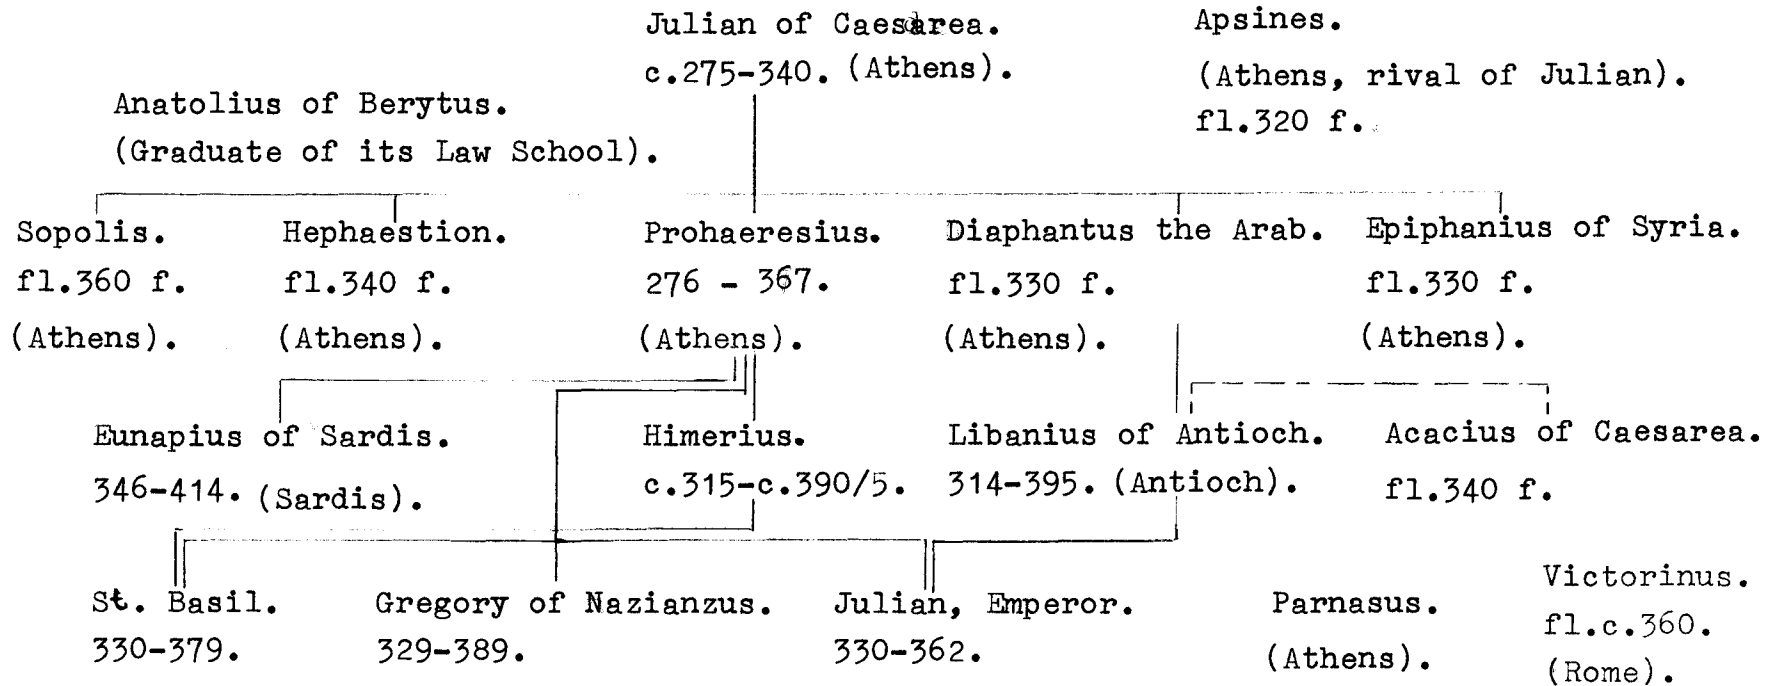 Julian of Caesarea.
c.275-340. (Athens).
Apsines.
(Athens, rival of Julian).
fl.320 f.
Anatolius of Berytus.
(Graduate of its Law School).
Sopolis.
fl.360 f.
(Athens).
Hephaestion.
fl.340 f.
(Athens).
Prohaeresius.
276 - 367.
(Athens).
Diaphantus the Arab.
fl.330 f.
(Athens).
Epiphanius of Syria.
fl.330 f.
(Athens).
Eunapius of Sardis.
346-414. (Sardis).
Himerius.
c.315-c.390/5.
Libanius of Antioch.
314-395. (Antioch).
Acacius of Caesarea.
fl.340 f.
St. Basil.
330-379.
Gregory of Nazianzus.
329-389.
Julian, Emperor.
330-362.
Parnasus.
(Athens).
Victorinus.
fl.c.360.
(Rome).